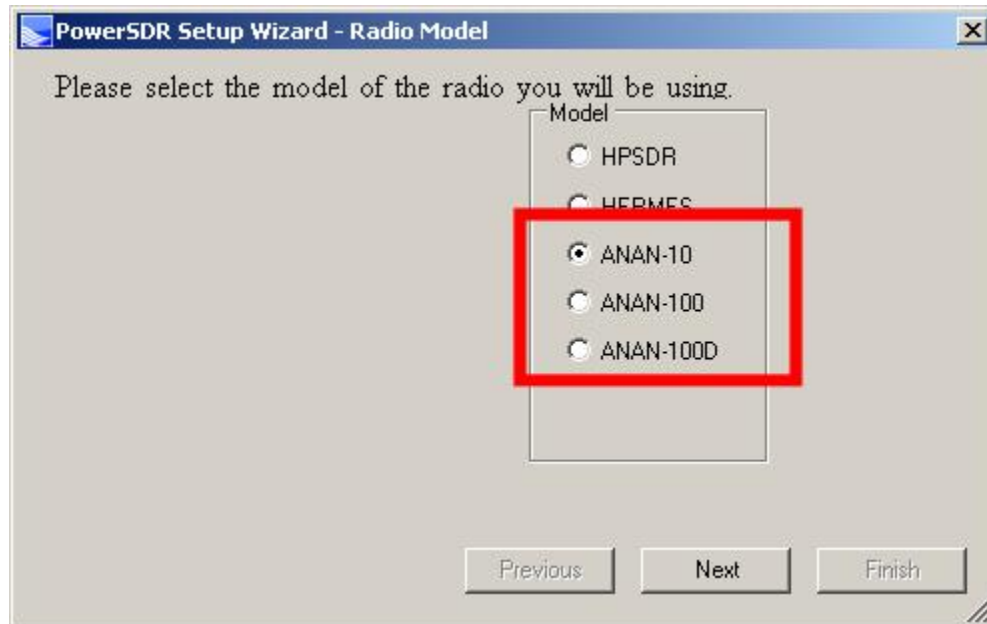 PowerSDR Setup Wizard - Radio Model
Please select the model of the radio you will be using.
Model
HPSDR
HERMES
ANAN-10
ANAN-100
ANAN-100D
Previous
Next
Finish